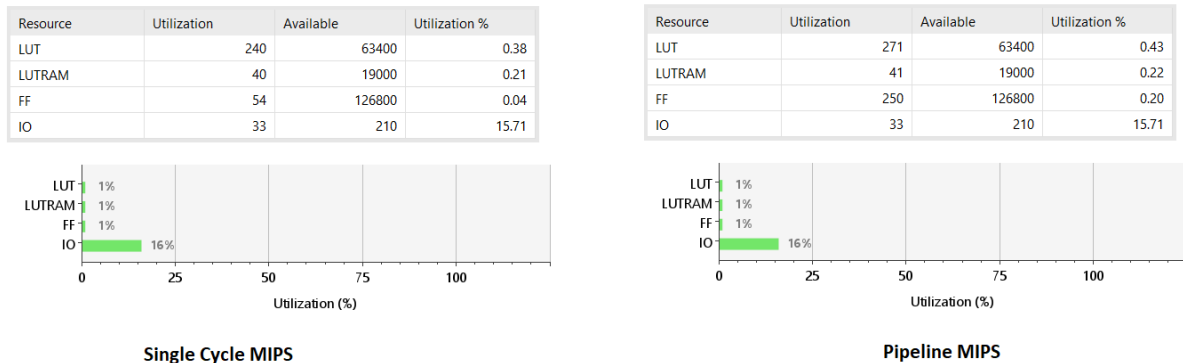 Resource Utilization Available Utilization %
LUT 240 63400 0.38
LUTRAM 40 19000 0.21
FF 54 126800 0.04
IO 33 210 15.71
LUT 1%
LUTRAM 1%
FF 1%
IO 16%
0 25 50 75 100
Utilization (%)
Single Cycle MIPS
Resource Utilization Available Utilization %
LUT 271 63400 0.43
LUTRAM 41 19000 0.22
FF 250 126800 0.20
IO 33 210 15.71
LUT 1%
LUTRAM 1%
FF 1%
IO 16%
0 25 50 75 100
Utilization (%)
Pipeline MIPS